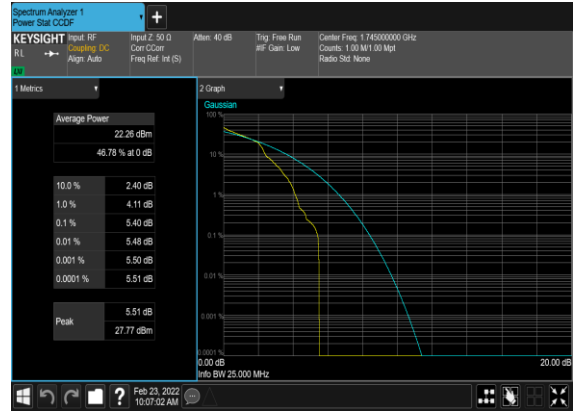 Spectrum Analyzer 1
Power Stat CCDF
KEYSIGHT
Input: RF
Coupling: DC
Align: Auto
R L
LXI
Input Z: 50 Ω
Corr CCorr
Freq Ref: Int (S)
Atten: 40 dB
Trig: Free Run
#IF Gain: Low
Center Freq: 1.745000000 GHz
Counts: 1.00 M/1.00 Mpt
Radio Std: None
1 Metrics
Average Power
22.26 dBm
46.78 % at 0 dB
10.0 % 2.40 dB
1.0 % 4.11 dB
0.1 % 5.40 dB
0.01 % 5.48 dB
0.001 % 5.50 dB
0.0001 % 5.51 dB
Peak
5.51 dB
27.77 dBm
2 Graph
Gaussian
100 %
10 %
1 %
0.1 %
0.01 %
0.001 %
0.0001 %
0.00 dB
20.00 dB
Info BW 25.000 MHz
?
Feb 23, 2022
10:07:02 AM